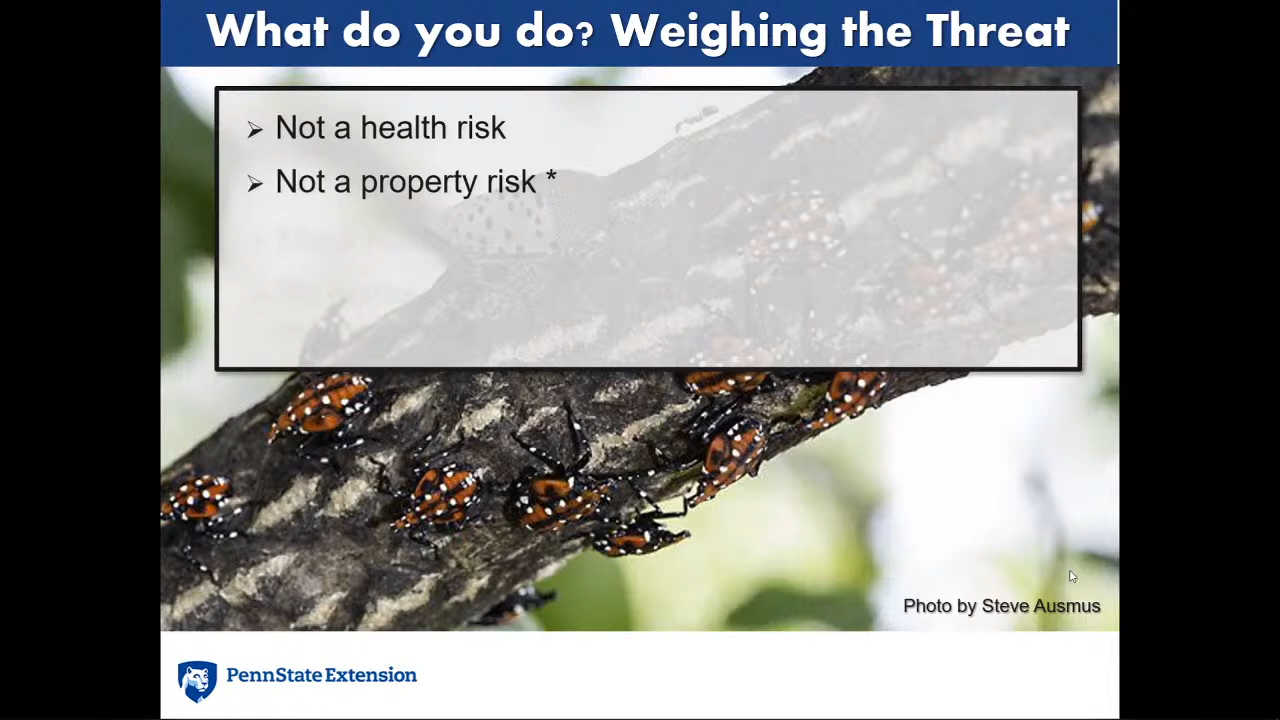 What do you do? Weighing the Threat
➢ Not a health risk
➢ Not a property risk *
Photo by Steve Ausmus
PennState Extension